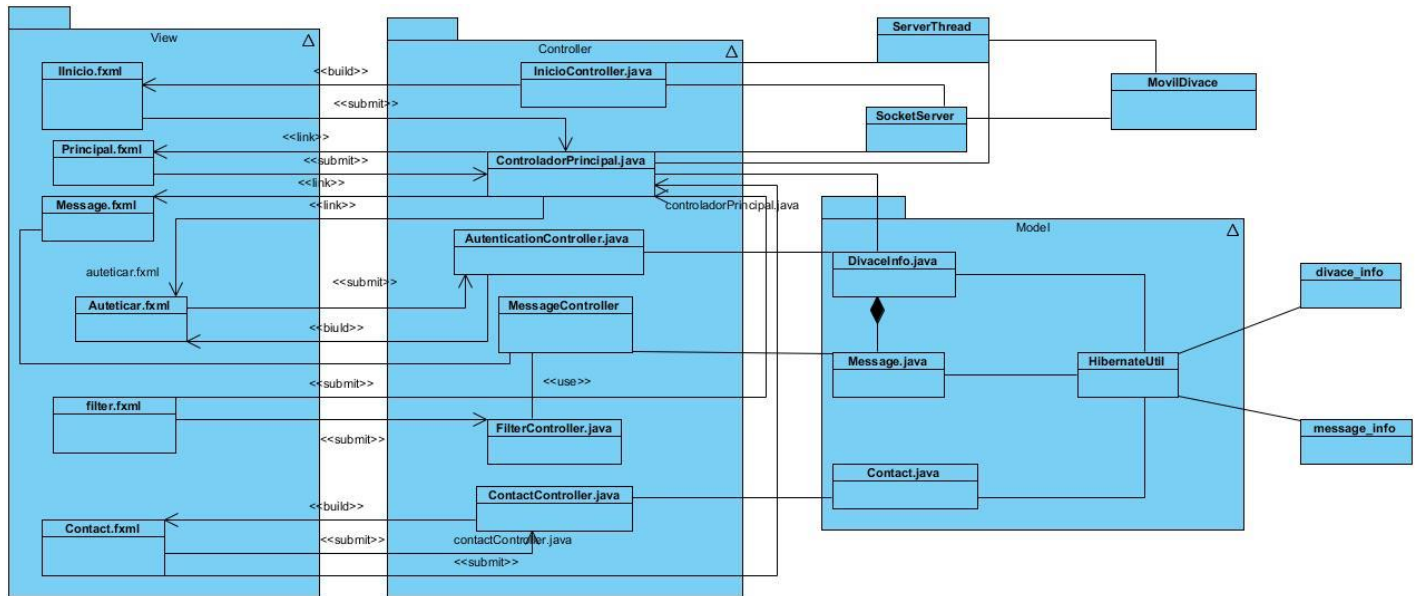 View
IInicio.fxml
Principal.fxml
Message.fxml
auteticar.fxml
Auteticar.fxml
filter.fxml
Contact.fxml
<<build>>
<<submit>>
<<link>>
<<submit>>
<<link>>
<<link>>
<<submit>>
<<biuld>>
<<submit>>
<<submit>>
<<build>>
<<submit>>
<<submit>>
Controller
InicioController.java
ControladorPrincipal.java
controladorPrincipal.java
AutenticationController.java
MessageController
<<use>>
FilterController.java
ContactController.java
contactController.java
ServerThread
SocketServer
MovilDivace
Model
DivaceInfo.java
Message.java
HibernateUtil
Contact.java
divace_info
message_info